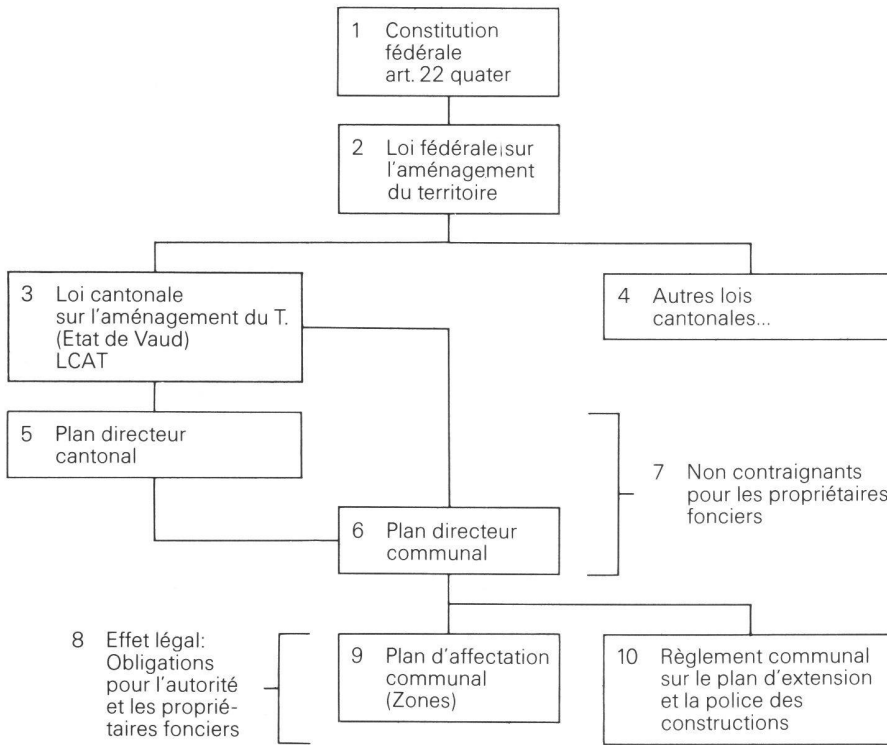 1 Constitution
fédérale
art. 22 quater
2 Loi fédérale sur
l'aménagement
du territoire
3 Loi cantonale
sur l'aménagement du T.
(Etat de Vaud)
LCAT
4 Autres lois
cantonales...
5 Plan directeur
cantonal
6 Plan directeur
communal
7 Non contraignants
pour les propriétaires
fonciers
8 Effet légal:
Obligations
pour l'autorité
et les proprié-
taires fonciers
9 Plan d'affectation
communal
(Zones)
10 Règlement communal
sur le plan d'extension
et la police des
constructions